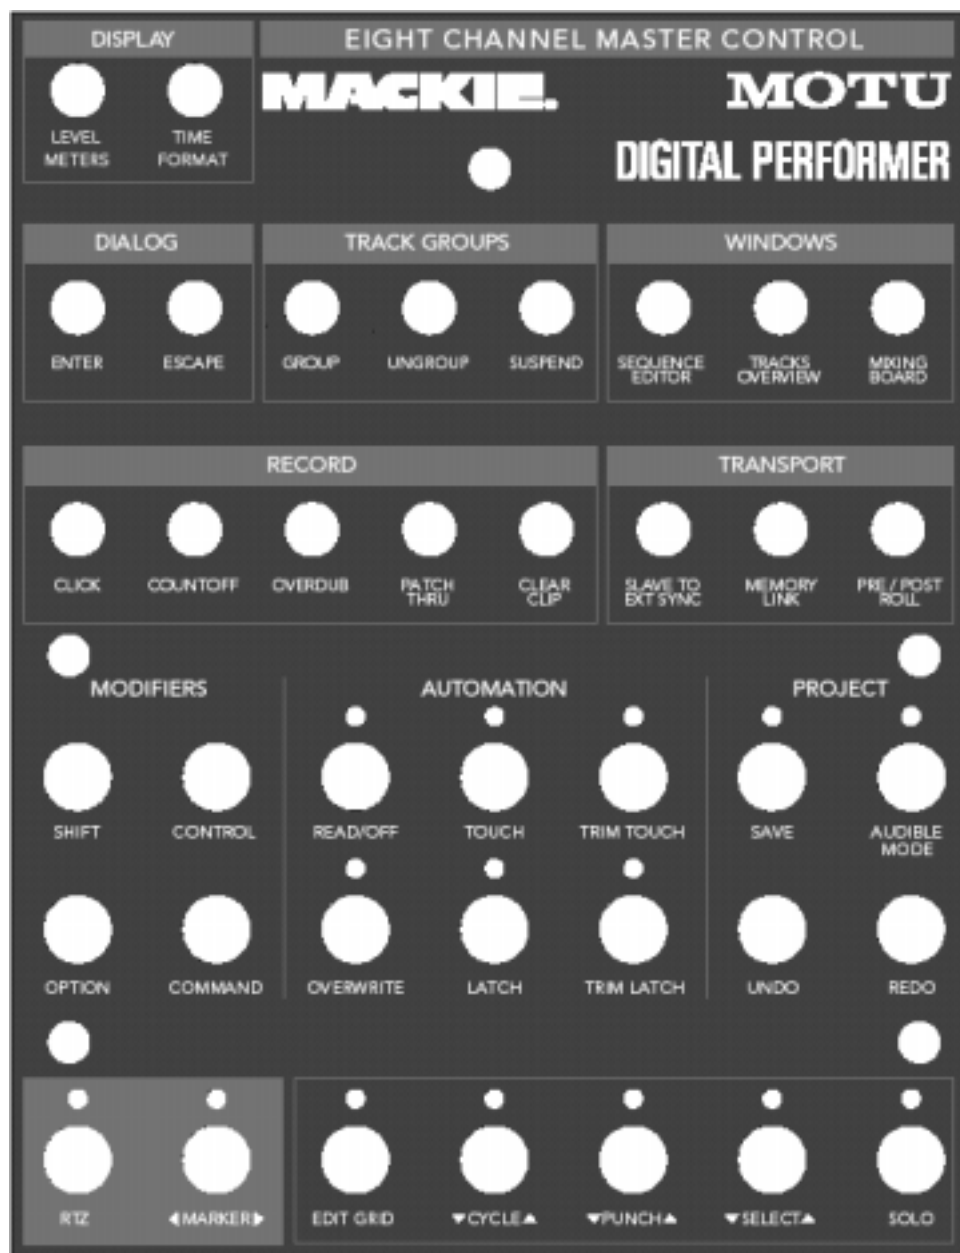 DISPLAY
EIGHT CHANNEL MASTER CONTROL
MACKIE.
MOTU
LEVEL METERS
TIME FORMAT
DIGITAL PERFORMER
DIALOG
TRACK GROUPS
WINDOWS
ENTER
ESCAPE
GROUP
UNGROUP
SUSPEND
SEQUENCE EDITOR
TRACKS OVERVIEW
MIXING BOARD
RECORD
TRANSPORT
CLICK
COUNTOFF
OVERDUB
PATCH THRU
CLEAR CLIP
SLAVE TO EXT SYNC
MEMORY LINK
PRE / POST ROLL
MODIFIERS
AUTOMATION
PROJECT
SHIFT
CONTROL
READ/OFF
TOUCH
TRIM TOUCH
SAVE
AUDIBLE MODE
OPTION
COMMAND
OVERWRITE
LATCH
TRIM LATCH
UNDO
REDO
RTZ
◀MARKER▶
EDIT GRID
▼CYCLE▲
▼PUNCH▲
▼SELECT▲
SOLO